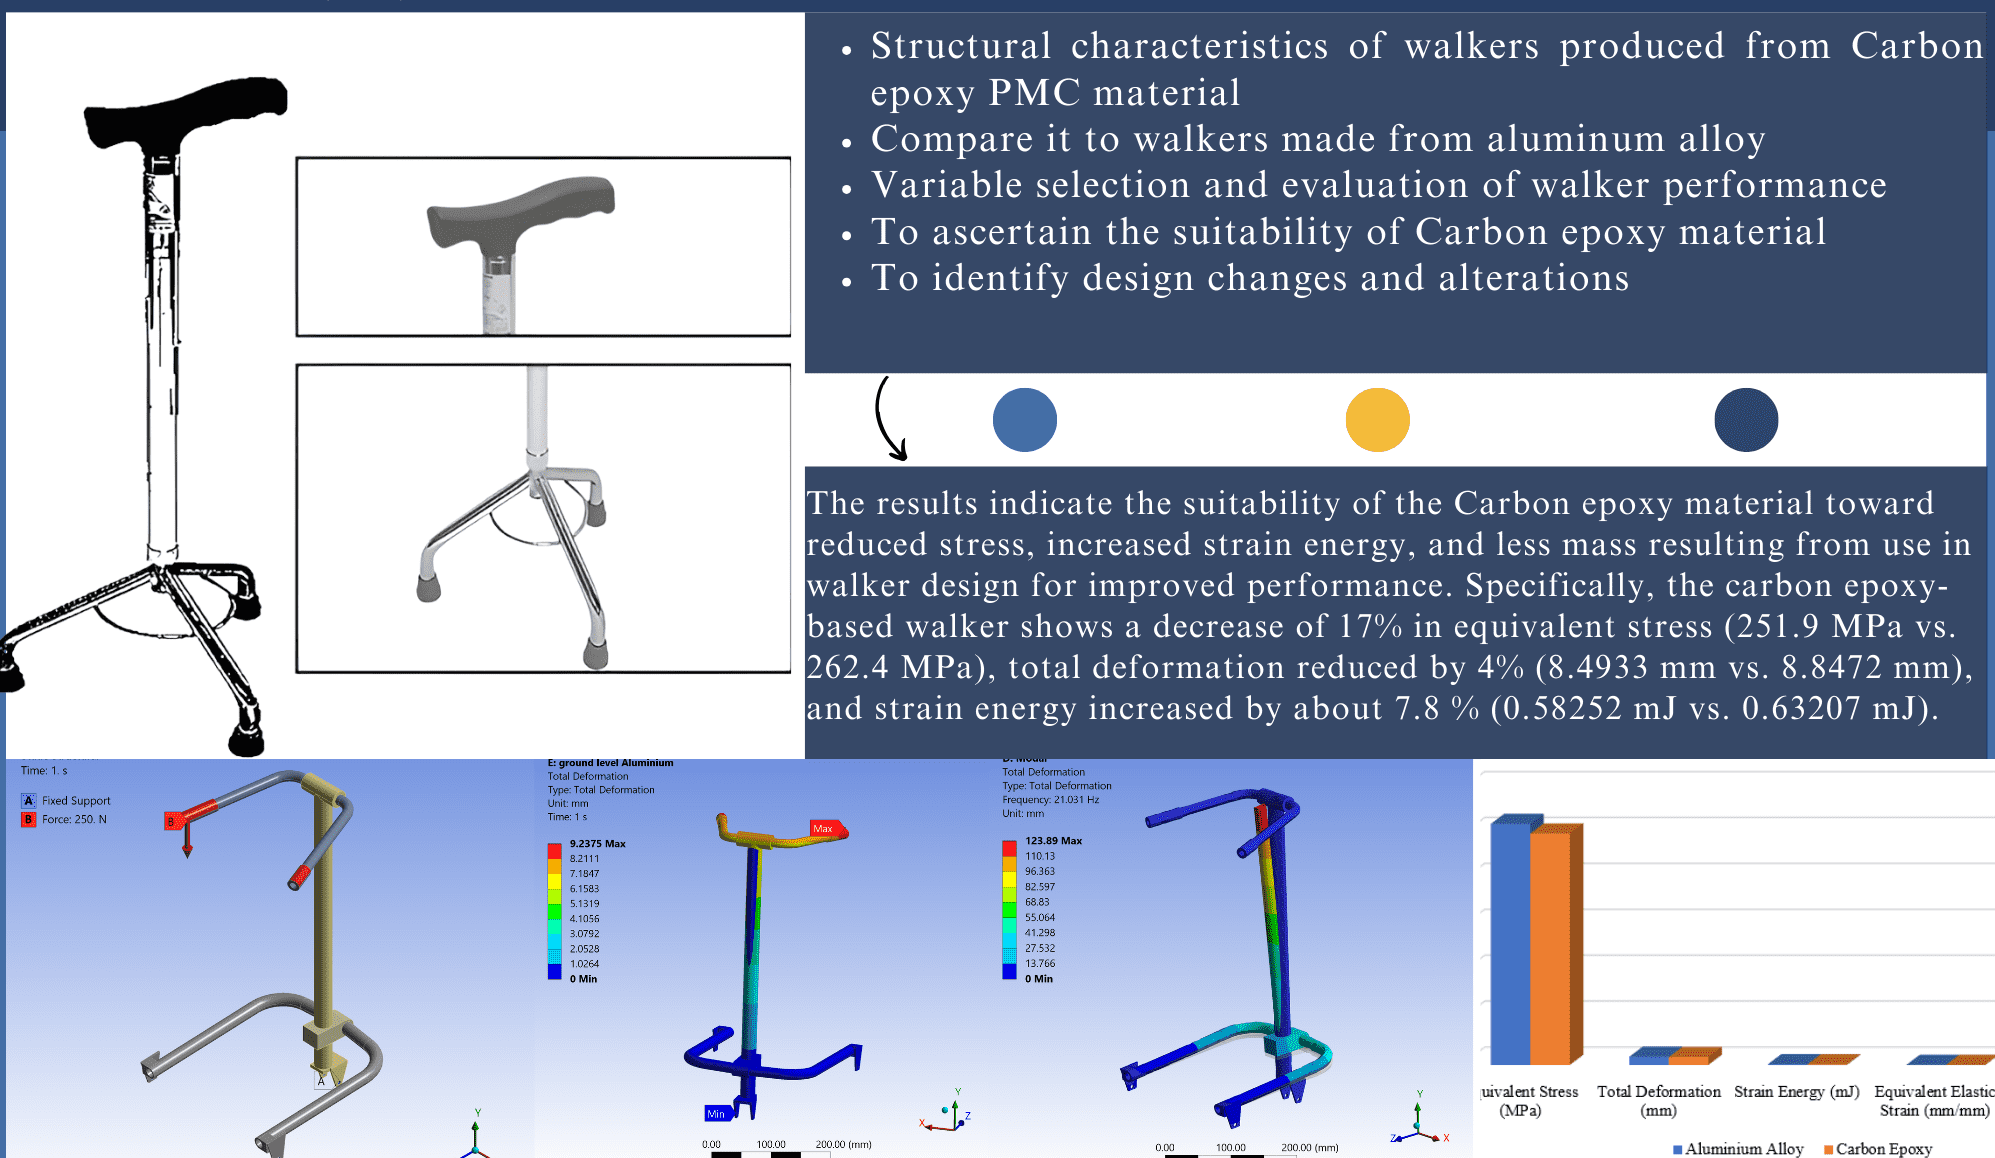 • Structural characteristics of walkers produced from Carbon
epoxy PMC material
• Compare it to walkers made from aluminum alloy
• Variable selection and evaluation of walker performance
• To ascertain the suitability of Carbon epoxy material
• To identify design changes and alterations
The results indicate the suitability of the Carbon epoxy material toward
reduced stress, increased strain energy, and less mass resulting from use in
walker design for improved performance. Specifically, the carbon epoxy-
based walker shows a decrease of 17% in equivalent stress (251.9 MPa vs.
262.4 MPa), total deformation reduced by 4% (8.4933 mm vs. 8.8472 mm),
and strain energy increased by about 7.8 % (0.58252 mJ vs. 0.63207 mJ).
Time: 1. s
A Fixed Support
B Force: 250. N
B
A
Y
E: ground level Aluminium
Total Deformation
Type: Total Deformation
Unit: mm
Time: 1 s
9.2375 Max
8.2111
7.1847
6.1583
5.1319
4.1056
3.0792
2.0528
1.0264
0 Min
Max
Min
Y
X
Z
0.00 100.00 200.00 (mm)
D: Modal
Total Deformation
Type: Total Deformation
Frequency: 21.031 Hz
Unit: mm
123.89 Max
110.13
96.363
82.597
68.83
55.064
41.298
27.532
13.766
0 Min
Y
Z
X
0.00 100.00 200.00 (mm)
quivalent Stress
(MPa)
Total Deformation
(mm)
Strain Energy (mJ)
Equivalent Elastic
Strain (mm/mm)
Aluminium Alloy Carbon Epoxy